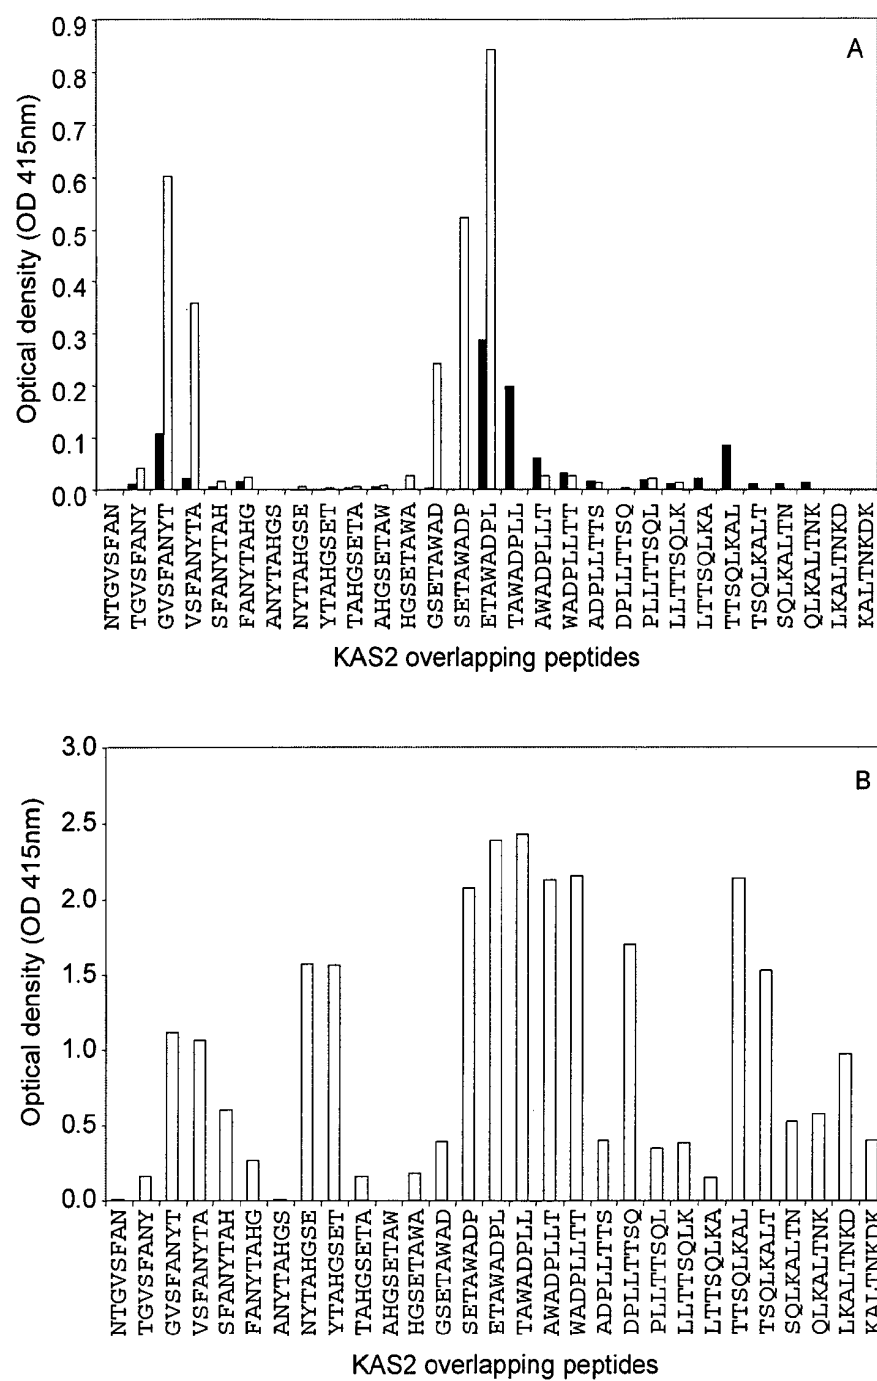 A
Optical density (OD 415nm)
0.9
0.8
0.7
0.6
0.5
0.4
0.3
0.2
0.1
0.0
NTGVSFAN
TGVSFANY
GVSFANYT
VSFANYTA
SFANYTAH
FANYTAHG
ANYTAHGS
NYTAHGSE
YTAHGSET
TAHGSETA
AHGSETAW
HGSETAWA
GSETAWAD
SETAWADP
ETAWADPL
TAWADPLL
AWADPLLT
WADPLLTT
ADPLLTTS
DPLLTTSQ
PLLTTSQL
LLTTSQLK
LTTSQLKA
TTSQLKAL
TSQLKALT
SQLKALTN
QLKALTNK
LKALTNKD
KALTNKDK
KAS2 overlapping peptides
B
Optical density (OD 415nm)
3.0
2.5
2.0
1.5
1.0
0.5
0.0
NTGVSFAN
TGVSFANY
GVSFANYT
VSFANYTA
SFANYTAH
FANYTAHG
ANYTAHGS
NYTAHGSE
YTAHGSET
TAHGSETA
AHGSETAW
HGSETAWA
GSETAWAD
SETAWADP
ETAWADPL
TAWADPLL
AWADPLLT
WADPLLTT
ADPLLTTS
DPLLTTSQ
PLLTTSQL
LLTTSQLK
LTTSQLKA
TTSQLKAL
TSQLKALT
SQLKALTN
QLKALTNK
LKALTNKD
KALTNKDK
KAS2 overlapping peptides